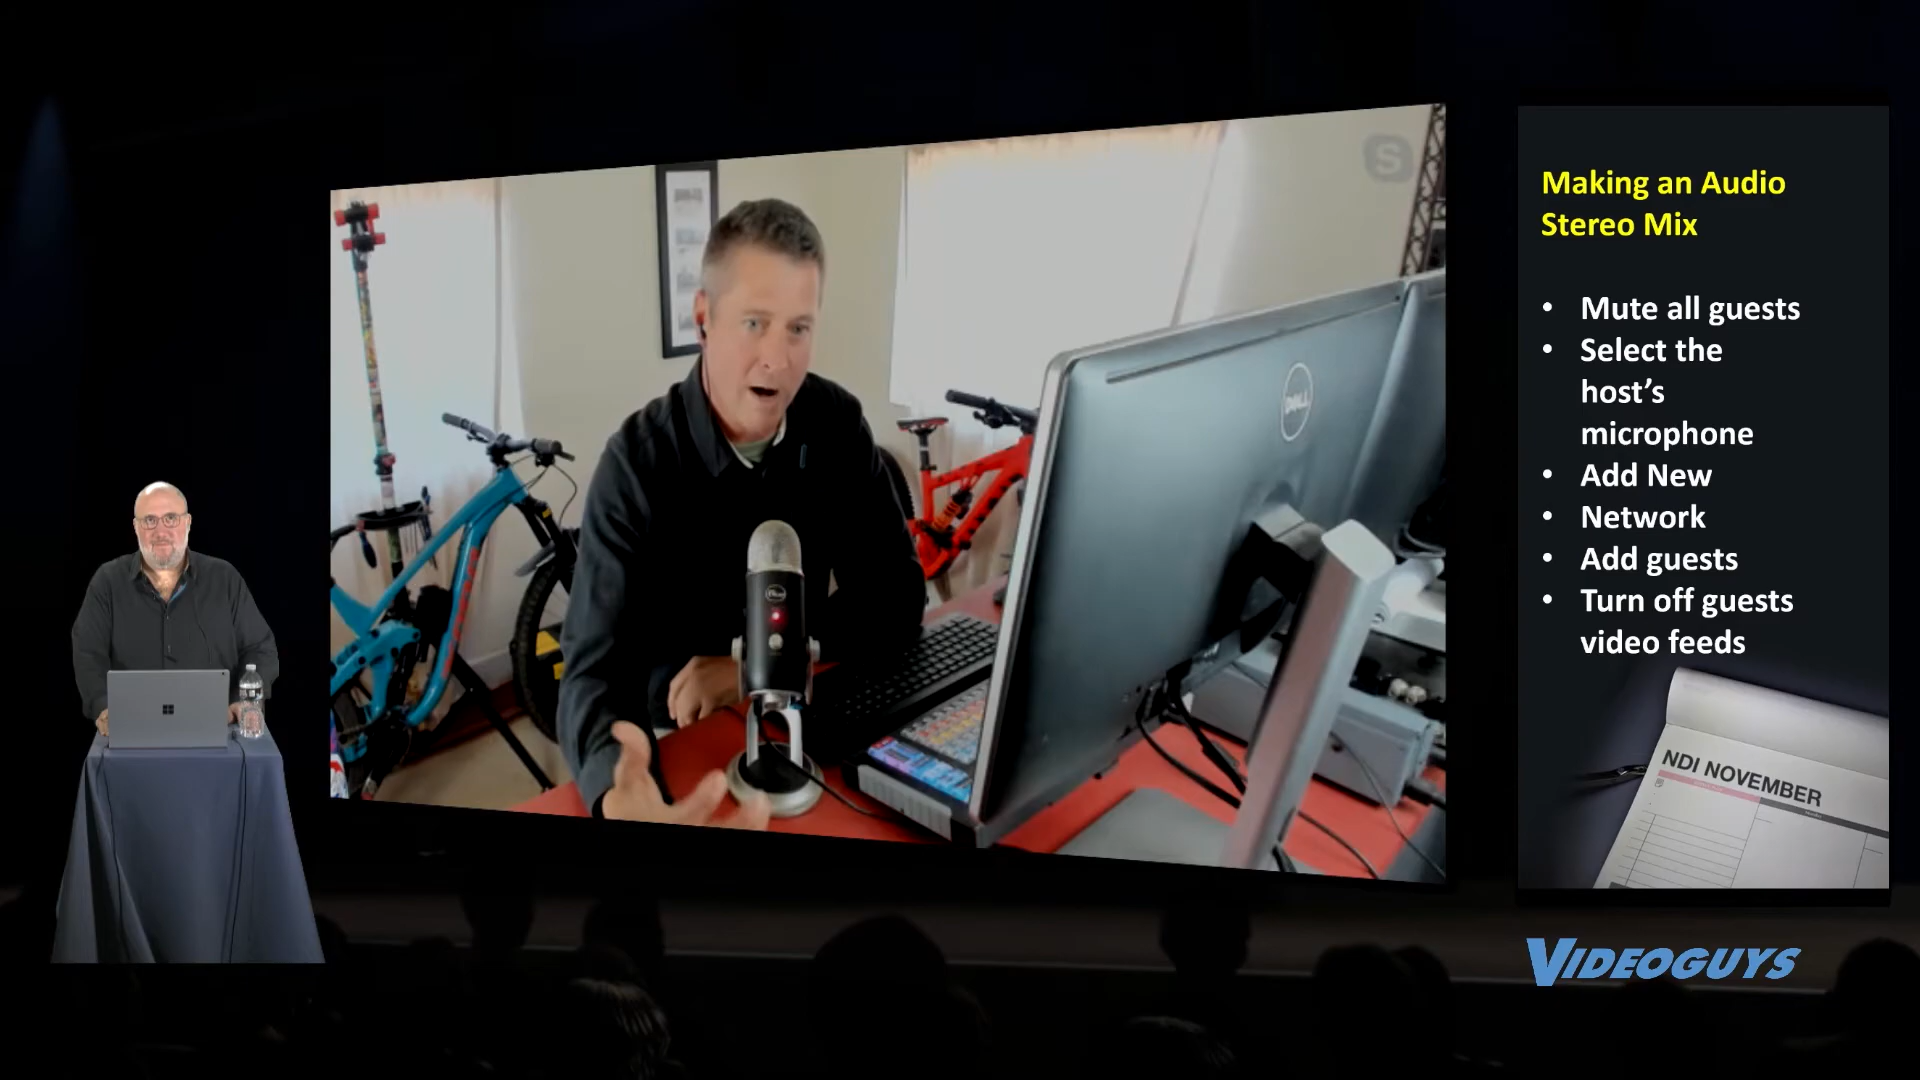 S
DELL
Making an Audio
Stereo Mix
• Mute all guests
• Select the
host’s
microphone
• Add New
• Network
• Add guests
• Turn off guests
video feeds
NDI NOVEMBER
VIDEOGUYS